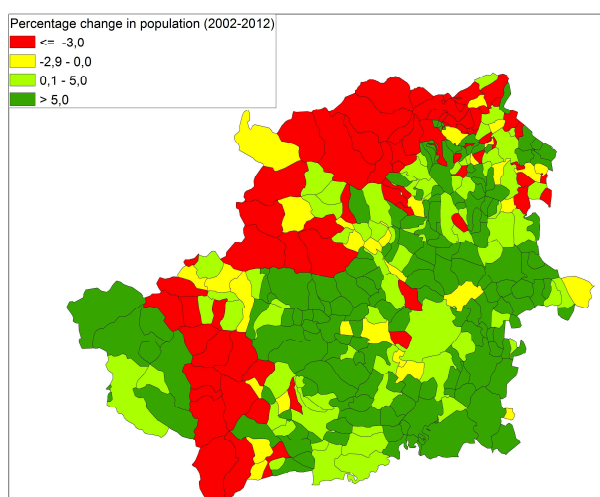 Percentage change in population (2002-2012)
<= -3,0
-2,9 - 0,0
0,1 - 5,0
> 5,0